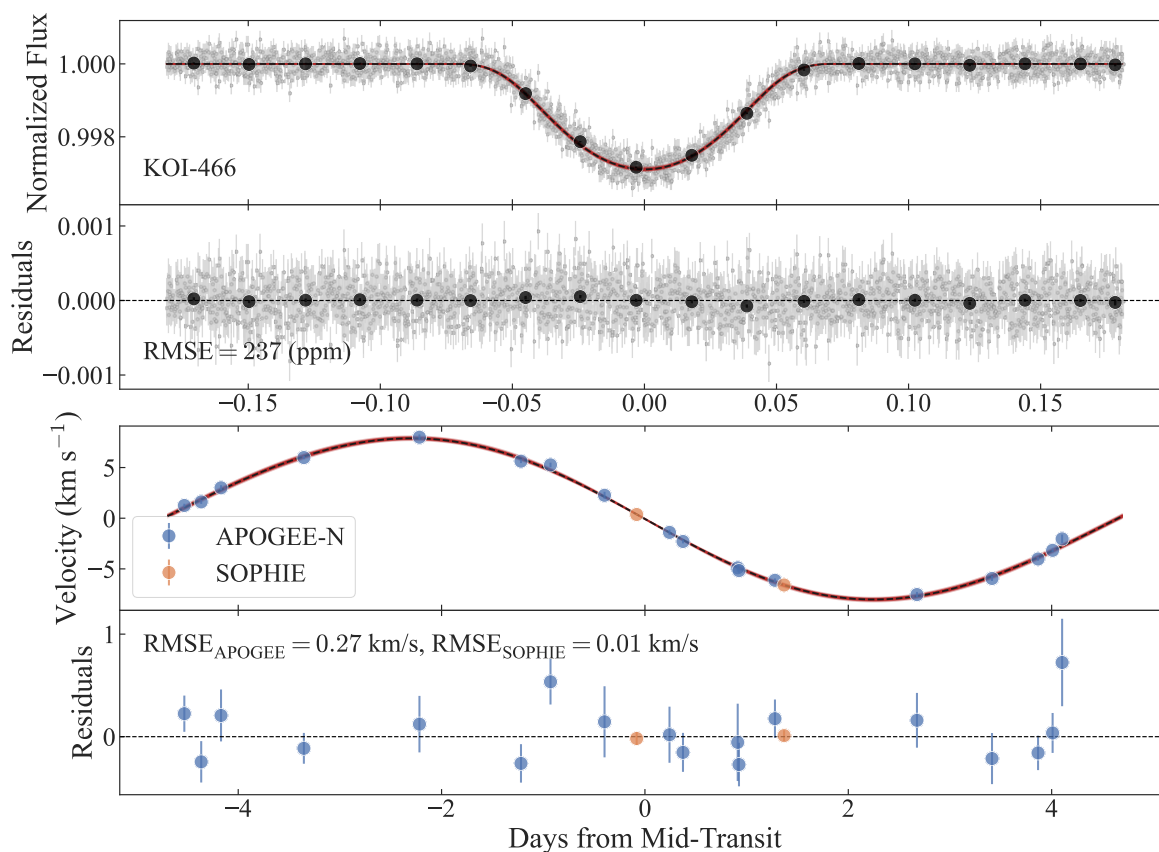 Normalized Flux
1.000
0.998
KOI-466
Residuals
0.001
0.000
−0.001
RMSE = 237 (ppm)
−0.15 −0.10 −0.05 0.00 0.05 0.10 0.15
Velocity (km s−1)
5
0
−5
APOGEE-N
SOPHIE
Residuals
1
0
RMSEAPOGEE = 0.27 km/s, RMSESOPHIE = 0.01 km/s
−4 −2 0 2 4
Days from Mid-Transit